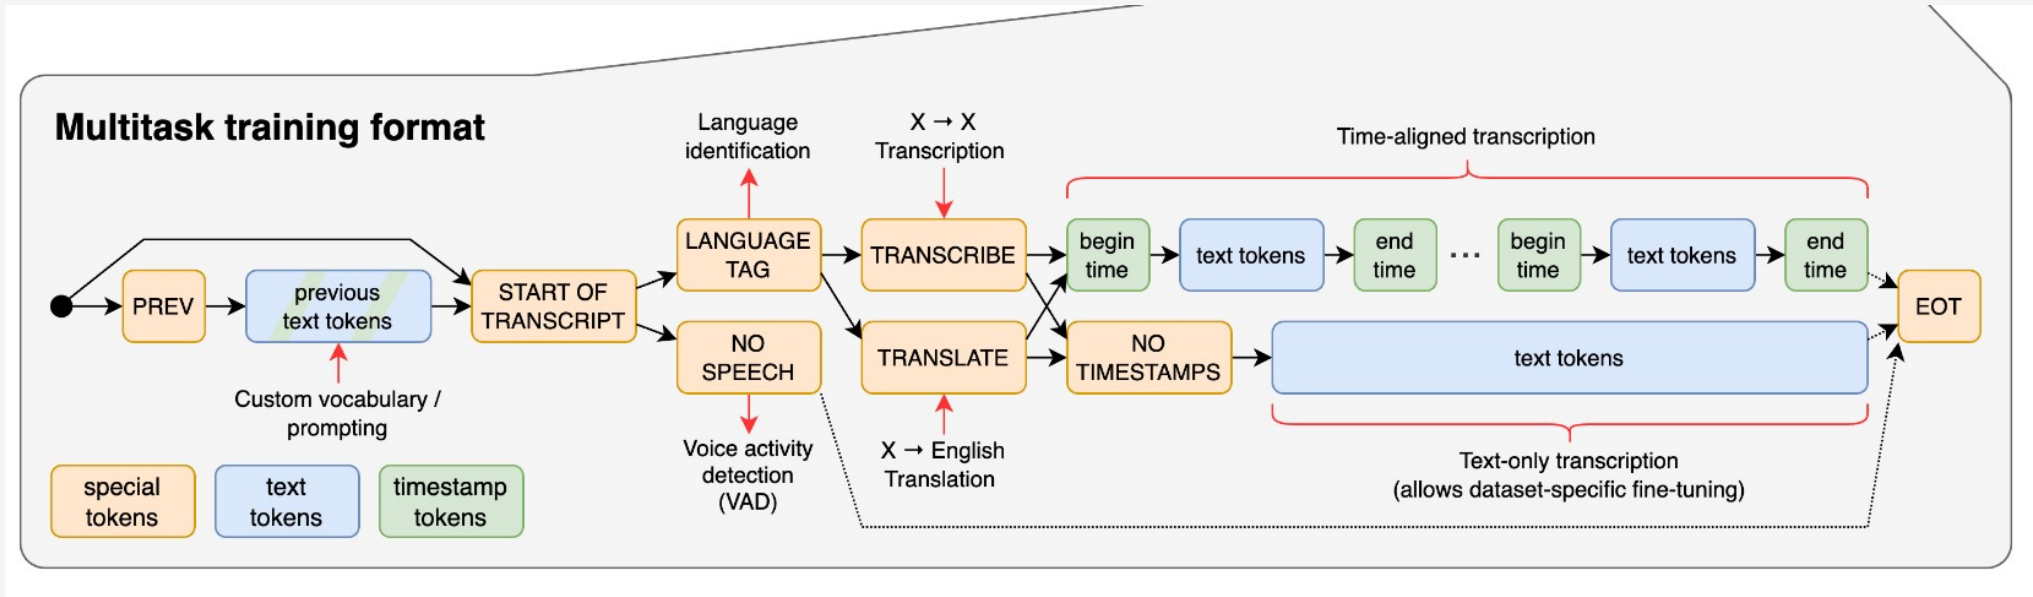 Multitask training format
Language
identification
X → X
Transcription
Time-aligned transcription
PREV
previous
text tokens
START OF
TRANSCRIPT
LANGUAGE
TAG
TRANSCRIBE
begin
time
text tokens
end
time
...
begin
time
text tokens
end
time
EOT
NO
SPEECH
TRANSLATE
NO
TIMESTAMPS
text tokens
Custom vocabulary /
prompting
Voice activity
detection
(VAD)
X → English
Translation
Text-only transcription
(allows dataset-specific fine-tuning)
special
tokens
text
tokens
timestamp
tokens